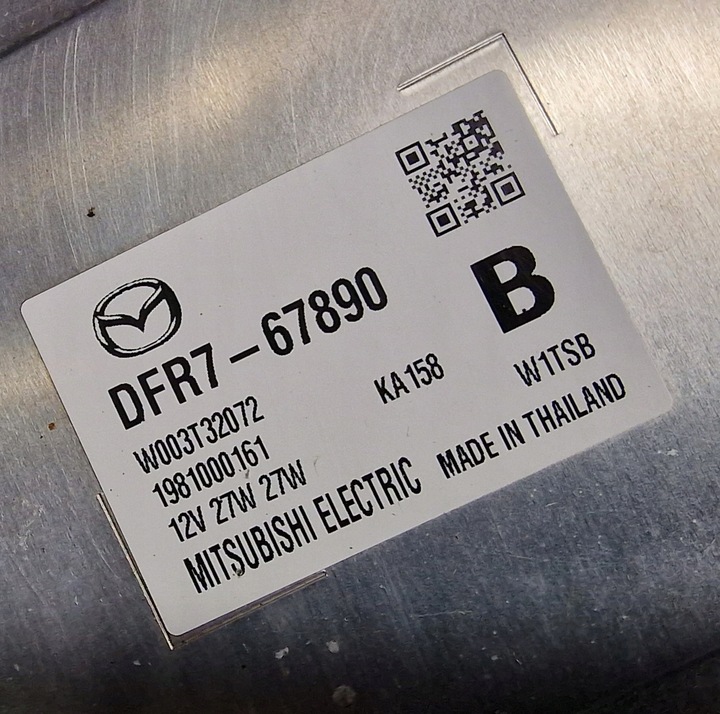 B
DFR7-67890
W003T32072 KA158 W1TSB
1981000161
12V 27W 27W
MITSUBISHI ELECTRIC MADE IN THAILAND